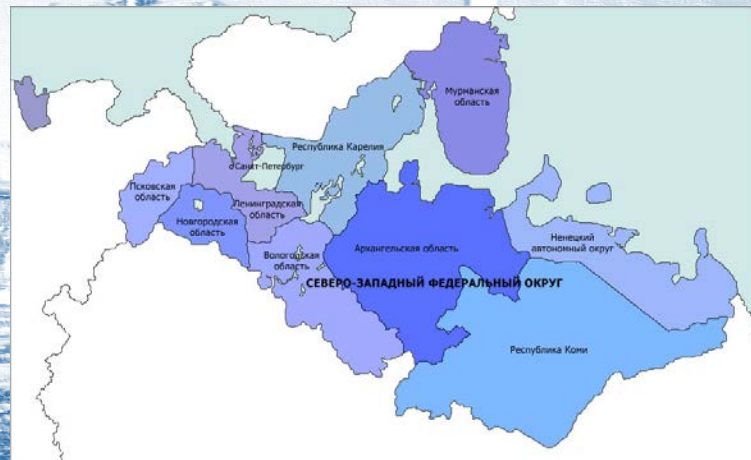 Мурманская
область
Республика Карелия
Санкт-Петербург
Псковская
область
Ленинградская
область
Новгородская
область
Вологодская
область
Архангельская область
Ненецкий
автономный округ
СЕВЕРО-ЗАПАДНЫЙ ФЕДЕРАЛЬНЫЙ ОКРУГ
Республика Коми